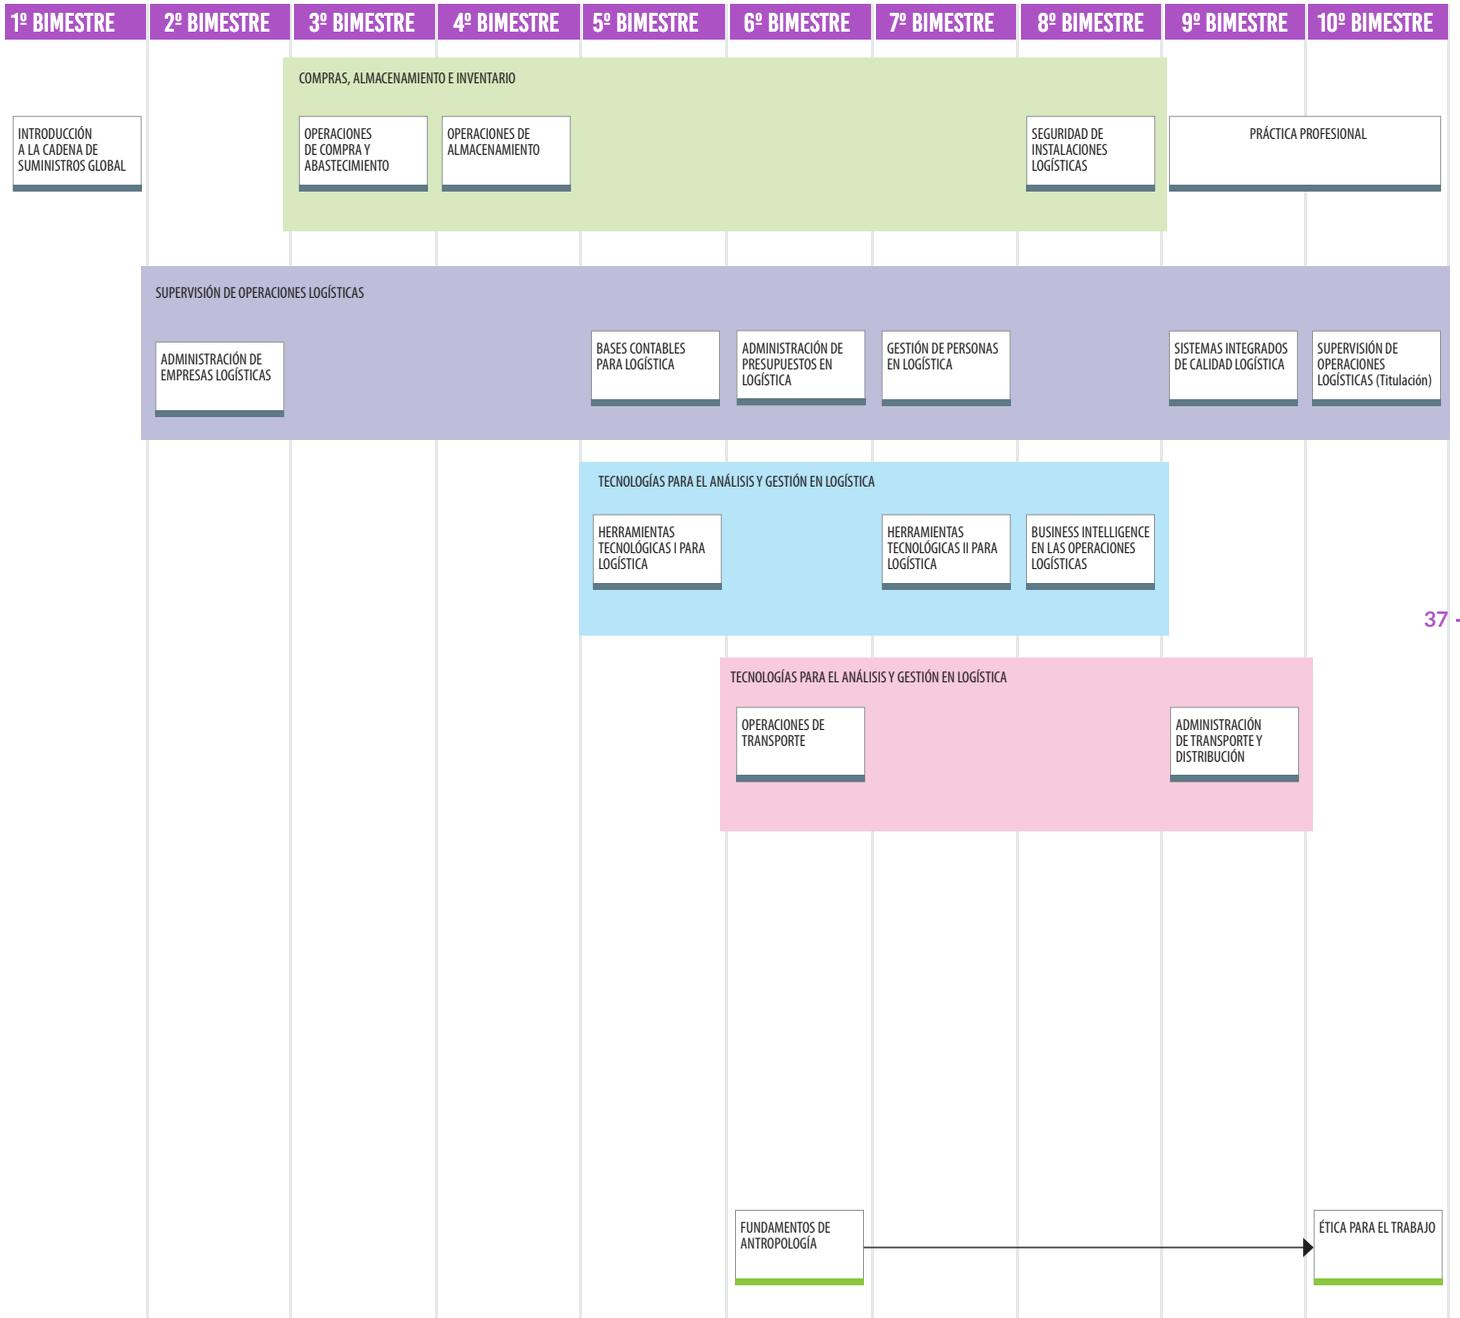 1º BIMESTRE 2º BIMESTRE 3º BIMESTRE 4º BIMESTRE 5º BIMESTRE 6º BIMESTRE 7º BIMESTRE 8º BIMESTRE 9º BIMESTRE 10º BIMESTRE
COMPRAS, ALMACENAMIENTO E INVENTARIO
INTRODUCCIÓN
A LA CADENA DE
SUMINISTROS GLOBAL
OPERACIONES
DE COMPRA Y
ABASTECIMIENTO
OPERACIONES DE
ALMACENAMIENTO
SEGURIDAD DE
INSTALACIONES
LOGÍSTICAS
PRÁCTICA PROFESIONAL
SUPERVISIÓN DE OPERACIONES LOGÍSTICAS
ADMINISTRACIÓN DE
EMPRESAS LOGÍSTICAS
BASES CONTABLES
PARA LOGÍSTICA
ADMINISTRACIÓN DE
PRESUPUESTOS EN
LOGÍSTICA
GESTIÓN DE PERSONAS
EN LOGÍSTICA
SISTEMAS INTEGRADOS
DE CALIDAD LOGÍSTICA
SUPERVISIÓN DE
OPERACIONES
LOGÍSTICAS (Titulación)
TECNOLOGÍAS PARA EL ANÁLISIS Y GESTIÓN EN LOGÍSTICA
HERRAMIENTAS
TECNOLÓGICAS I PARA
LOGÍSTICA
HERRAMIENTAS
TECNOLÓGICAS II PARA
LOGÍSTICA
BUSINESS INTELLIGENCE
EN LAS OPERACIONES
LOGÍSTICAS
37 -
TECNOLOGÍAS PARA EL ANÁLISIS Y GESTIÓN EN LOGÍSTICA
OPERACIONES DE
TRANSPORTE
ADMINISTRACIÓN
DE TRANSPORTE Y
DISTRIBUCIÓN
FUNDAMENTOS DE
ANTROPOLOGÍA
ÉTICA PARA EL TRABAJO